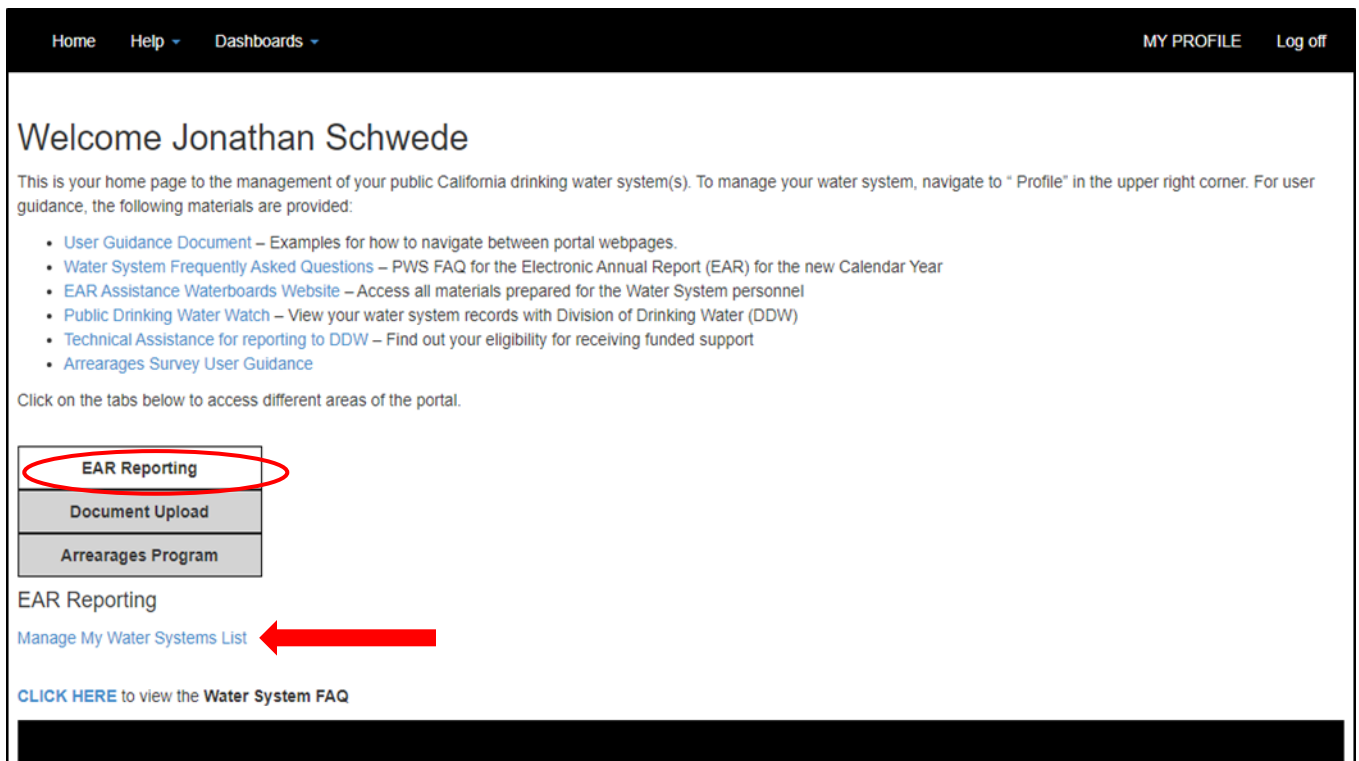 Home Help Dashboards MY PROFILE Log off
Welcome Jonathan Schwede
This is your home page to the management of your public California drinking water system(s). To manage your water system, navigate to “ Profile” in the upper right corner. For user
guidance, the following materials are provided:
• User Guidance Document – Examples for how to navigate between portal webpages.
• Water System Frequently Asked Questions – PWS FAQ for the Electronic Annual Report (EAR) for the new Calendar Year
• EAR Assistance Waterboards Website – Access all materials prepared for the Water System personnel
• Public Drinking Water Watch – View your water system records with Division of Drinking Water (DDW)
• Technical Assistance for reporting to DDW – Find out your eligibility for receiving funded support
• Arrearages Survey User Guidance
Click on the tabs below to access different areas of the portal.
EAR Reporting
Document Upload
Arrearages Program
EAR Reporting
Manage My Water Systems List
CLICK HERE to view the Water System FAQ